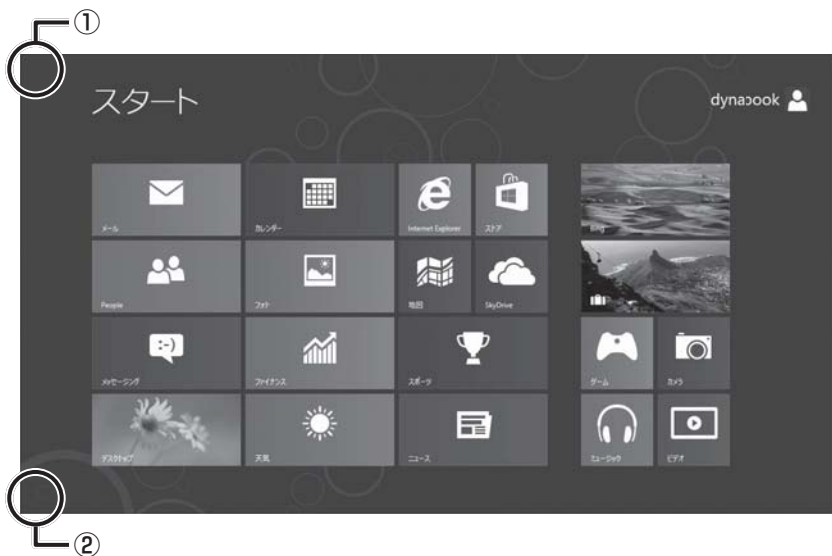 ①
スタート
dynabook
メール
カレンダー
Internet Explorer
ストア
Bing
People
フォト
地図
SkyDrive
メッセージング
ファイナンス
スポーツ
ゲーム
カメラ
デスクトップ
天気
ニュース
ミュージック
ビデオ
②